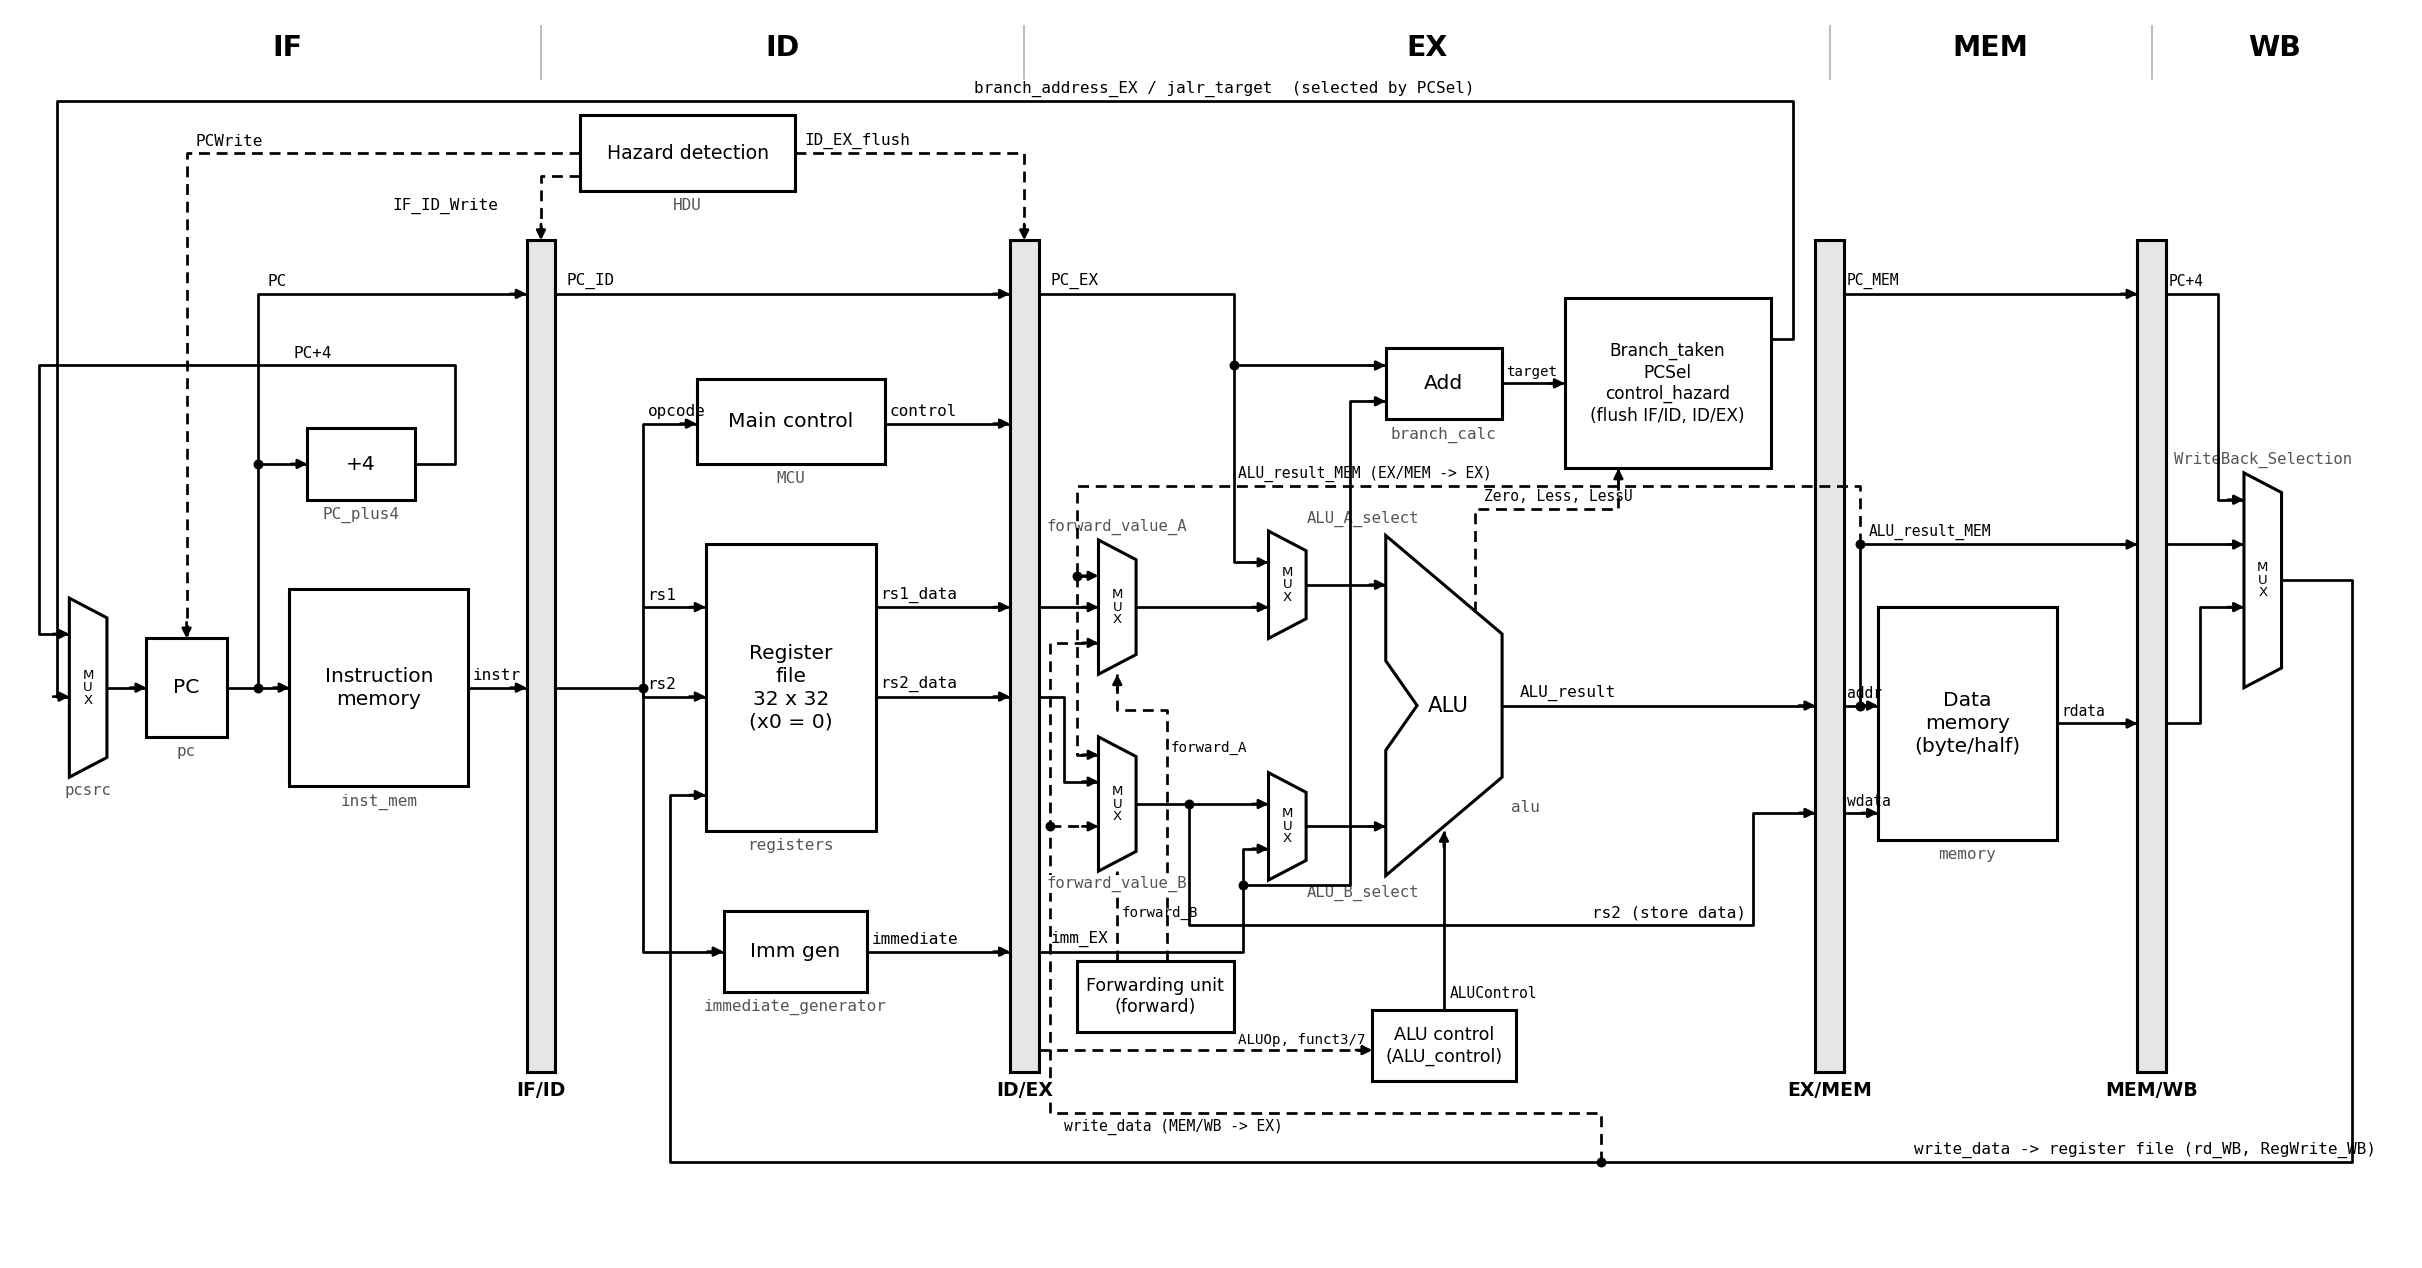 IF
ID
EX
MEM
WB
branch_address_EX / jalr_target (selected by PCSel)
PCWrite
Hazard detection
ID_EX_flush
IF_ID_Write
HDU
PC
PC_ID
PC_EX
PC_MEM
PC+4
PC+4
+4
PC_plus4
opcode
Main control
control
MCU
Add
target
branch_calc
Branch_taken
PCSel
control_hazard
(flush IF/ID, ID/EX)
ALU_result_MEM (EX/MEM -> EX)
Zero, Less, LessU
WriteBack_Selection
forward_value_A
ALU_A_select
ALU_result_MEM
M
U
X
pcsrc
PC
pc
Instruction
memory
inst_mem
instr
rs1
rs2
Register
file
32 x 32
(x0 = 0)
registers
rs1_data
rs2_data
M
U
X
M
U
X
forward_A
M
U
X
M
U
X
forward_value_B
ALU_B_select
ALU
alu
ALU_result
addr
wdata
Data
memory
(byte/half)
memory
rdata
M
U
X
forward_B
rs2 (store data)
Imm gen
immediate
immediate_generator
imm_EX
Forwarding unit
(forward)
ALUControl
ALUOp, funct3/7
ALU control
(ALU_control)
IF/ID
ID/EX
EX/MEM
MEM/WB
write_data (MEM/WB -> EX)
write_data -> register file (rd_WB, RegWrite_WB)